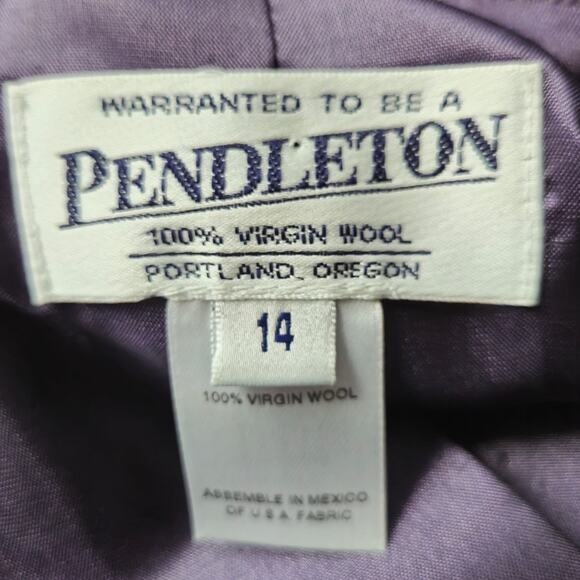 WARRANTED TO BE A
PENDLETON
100% VIRGIN WOOL
PORTLAND, OREGON
14
100% VIRGIN WOOL
ASSEMBLE IN MEXICO
OF U S A FABRIC